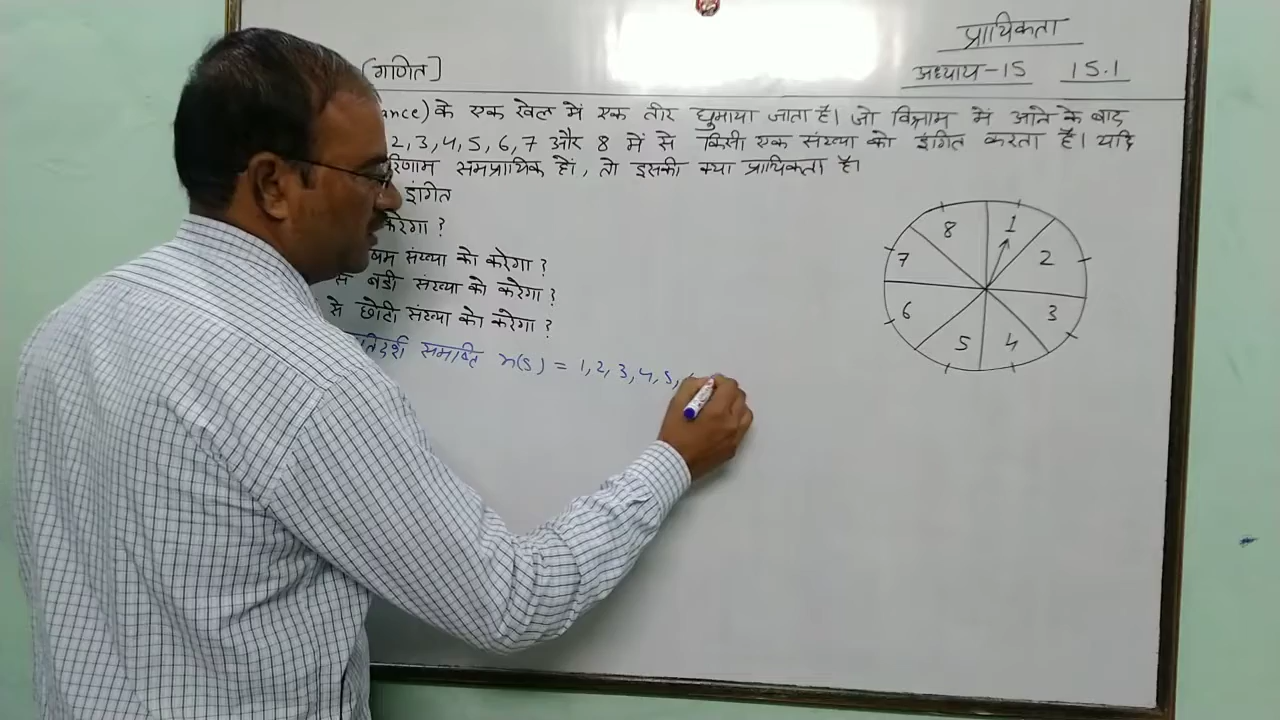 प्रायिकता
[गणित]
अध्याय-15 15.1
ance) के एक खेल में एक तीर घुमाया जाता है। जो विश्राम में आने के बाद
2, 3, 4, 5, 6, 7 और 8 में से किसी एक संख्या को इंगित करता है। यदि
रिणाम समप्रायिक हों, तो इसकी क्या प्रायिकता है।
इंगित
करेगा ?
षम संख्या को करेगा ?
से बडी संख्या को करेगा ?
से छोटी संख्या को करेगा ?
तिदर्श समष्टि n(S) = 1, 2, 3, 4, 5,
8 1
7 2
6 3
5 4